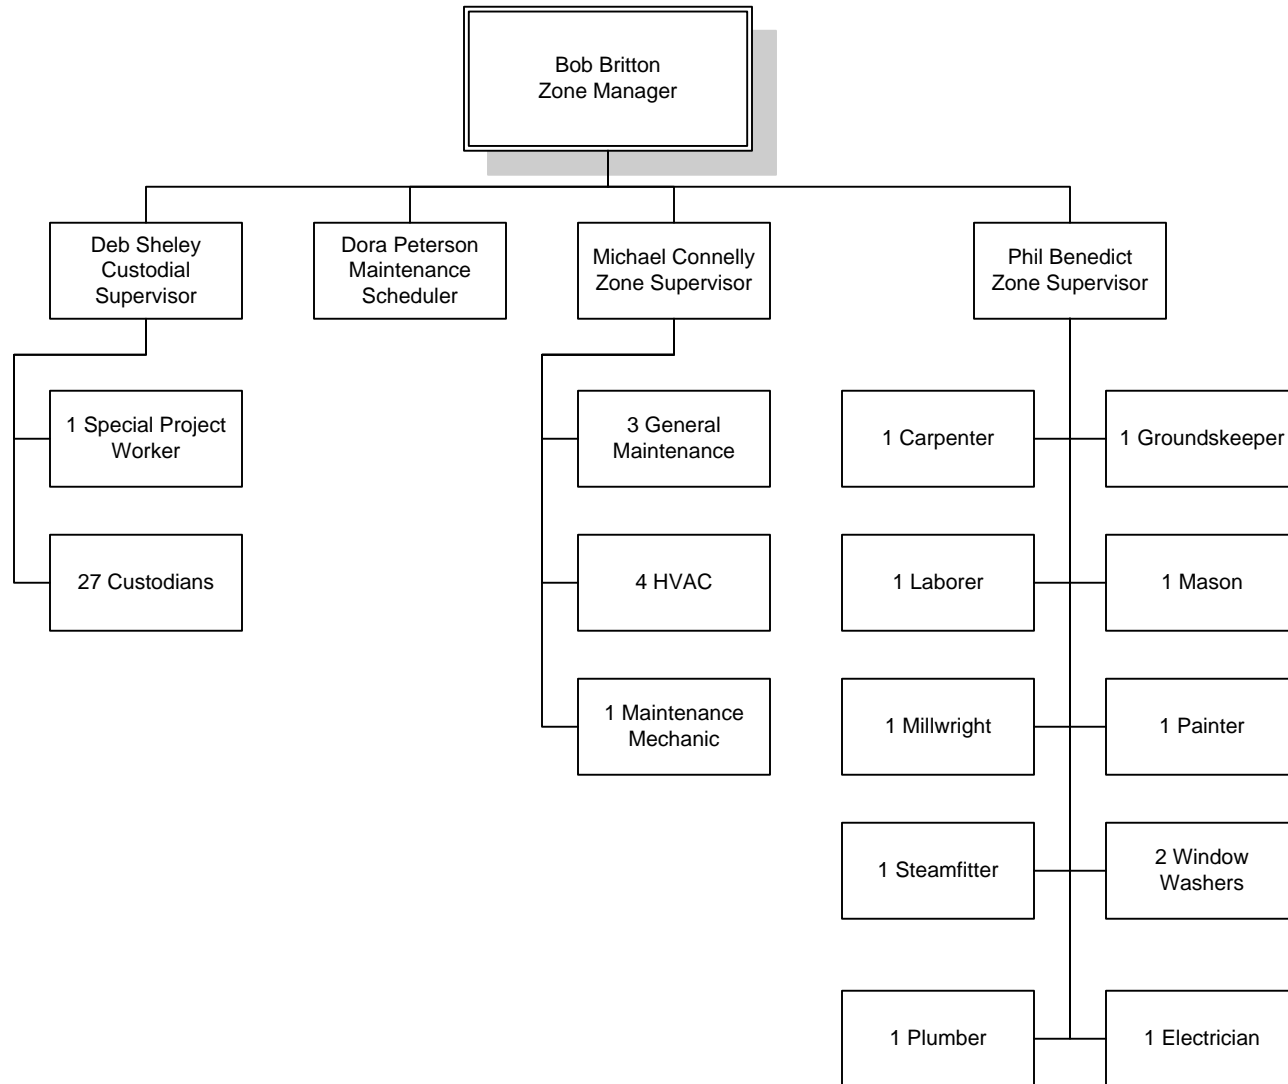 Bob Britton
Zone Manager
Deb Sheley
Custodial
Supervisor
Dora Peterson
Maintenance
Scheduler
Michael Connelly
Zone Supervisor
Phil Benedict
Zone Supervisor
1 Special Project
Worker
3 General
Maintenance
1 Carpenter
1 Groundskeeper
27 Custodians
4 HVAC
1 Laborer
1 Mason
1 Maintenance
Mechanic
1 Millwright
1 Painter
1 Steamfitter
2 Window
Washers
1 Plumber
1 Electrician